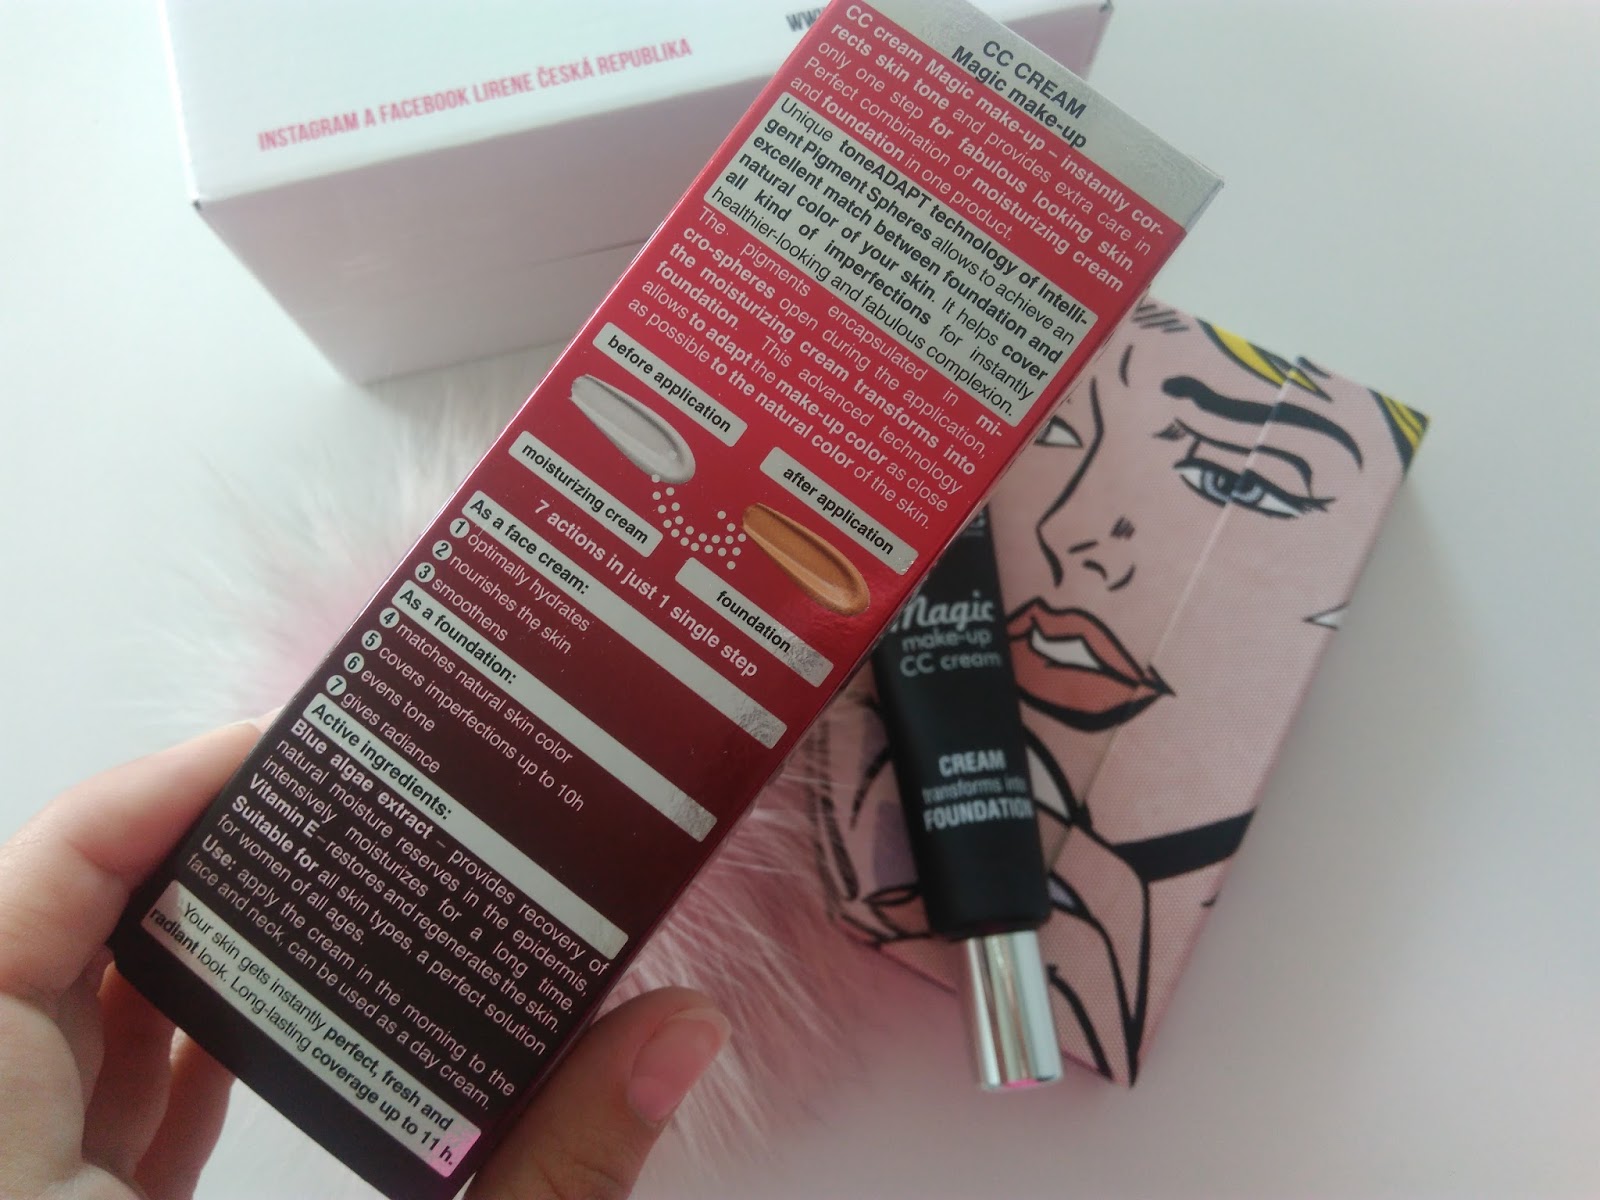 INSTAGRAM A FACEBOOK LIRENE ČESKÁ REPUBLIKA
WWW
CC CREAM
Magic make-up
CC cream Magic make-up – instantly cor-
rects skin tone and provides extra care in
only one step for fabulous looking skin.
Perfect combination of moisturizing cream
and foundation in one product.
Unique toneADAPT technology of Intelli-
gent Pigment Spheres allows to achieve an
excellent match between foundation and
natural color of your skin. It helps cover
all kind of imperfections for instantly
healthier-looking and fabulous complexion.
The pigments encapsulated in mi-
cro-spheres open during the application,
the moisturizing cream transforms into
foundation. This advanced technology
allows to adapt the make-up color as close
as possible to the natural color of the skin.
before application
moisturizing cream
after application
foundation
7 actions in just 1 single step
As a face cream:
1 optimally hydrates
2 nourishes the skin
3 smoothens
As a foundation:
4 matches natural skin color
5 covers imperfections up to 10h
6 evens tone
7 gives radiance
Active ingredients:
Blue algae extract – provides recovery of
natural moisture reserves in the epidermis,
intensively moisturizes for a long time.
Vitamin E – restores and regenerates the skin.
Suitable for all skin types, a perfect solution
for women of all ages.
Use: apply the cream in the morning to the
face and neck, can be used as a day cream.
Your skin gets instantly perfect, fresh and
radiant look. Long-lasting coverage up to 11 h.
Magic
make-up
CC cream
CREAM
transforms into
FOUNDATION